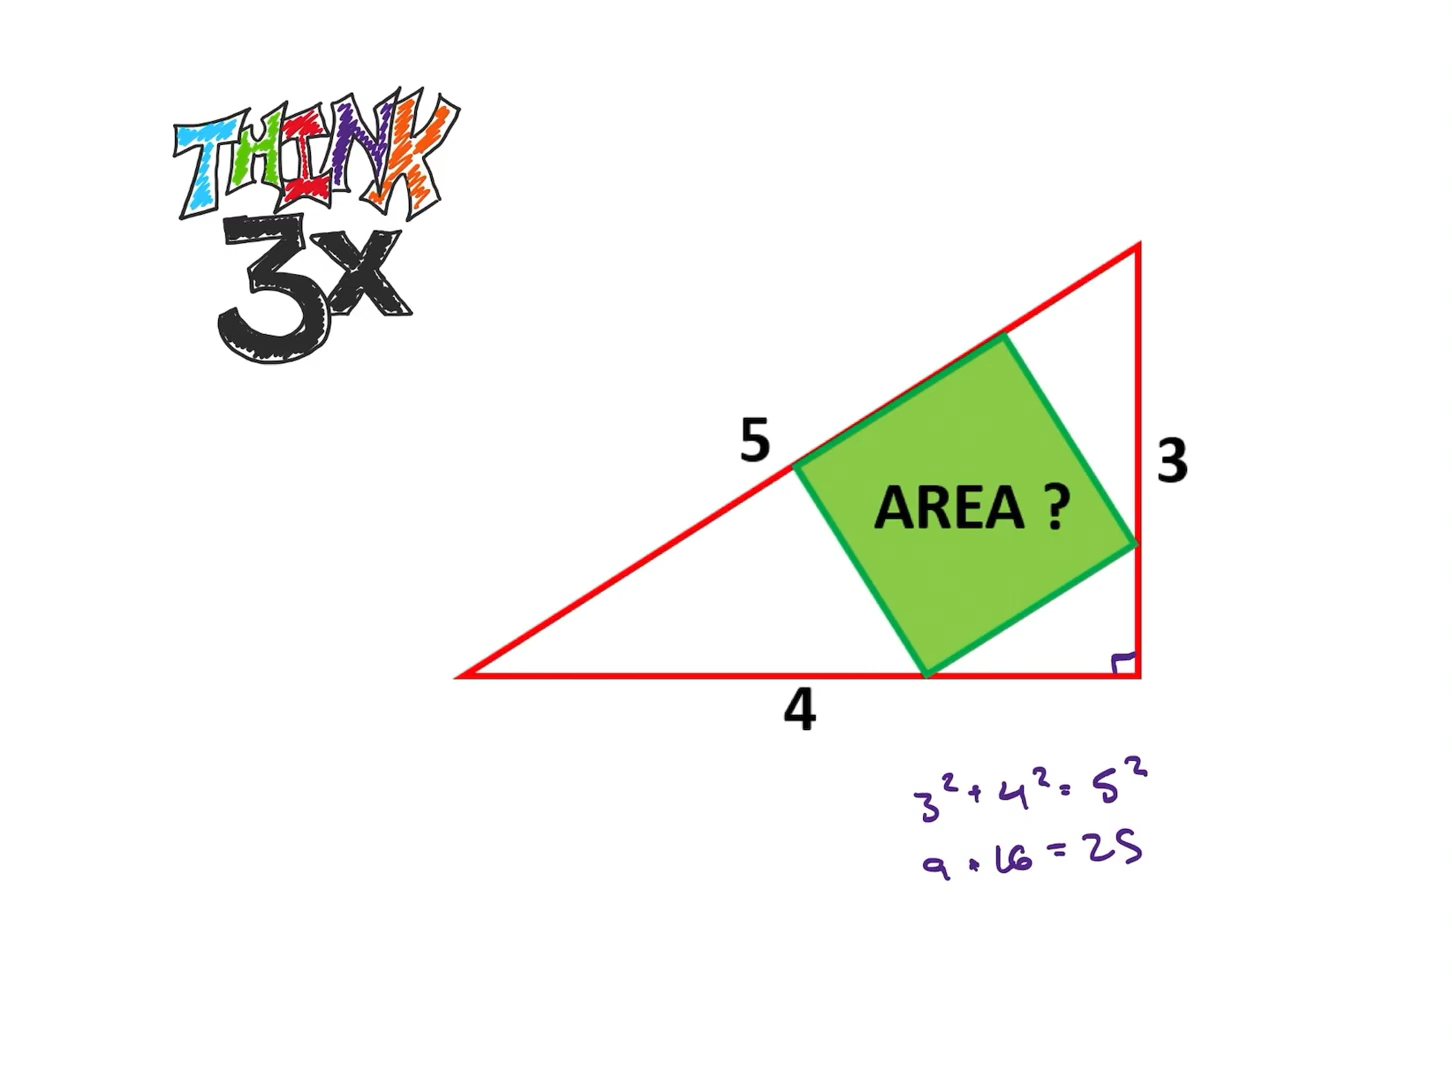 THINK
3x
5
3
AREA ?
4
3² + 4² = 5²
9 + 16 = 25